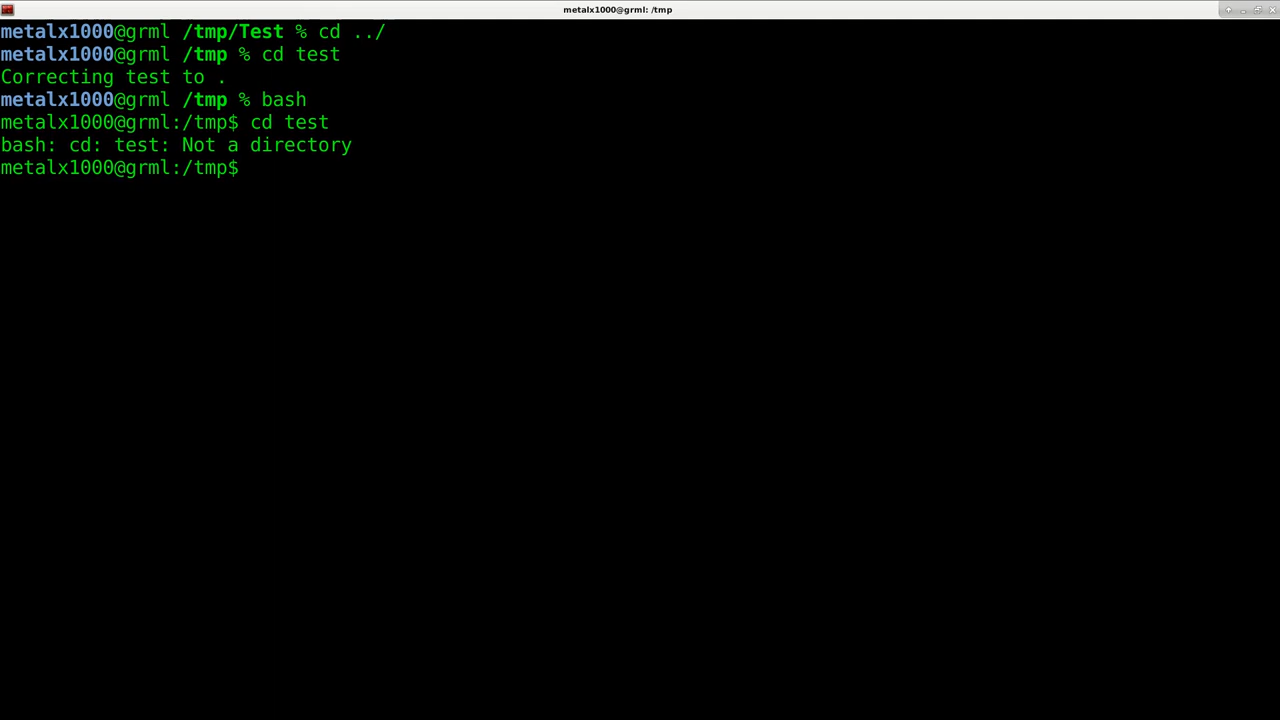 metalx1000@grml: /tmp
metalx1000@grml /tmp/Test % cd ../
metalx1000@grml /tmp % cd test
Correcting test to .
metalx1000@grml /tmp % bash
metalx1000@grml:/tmp$ cd test
bash: cd: test: Not a directory
metalx1000@grml:/tmp$